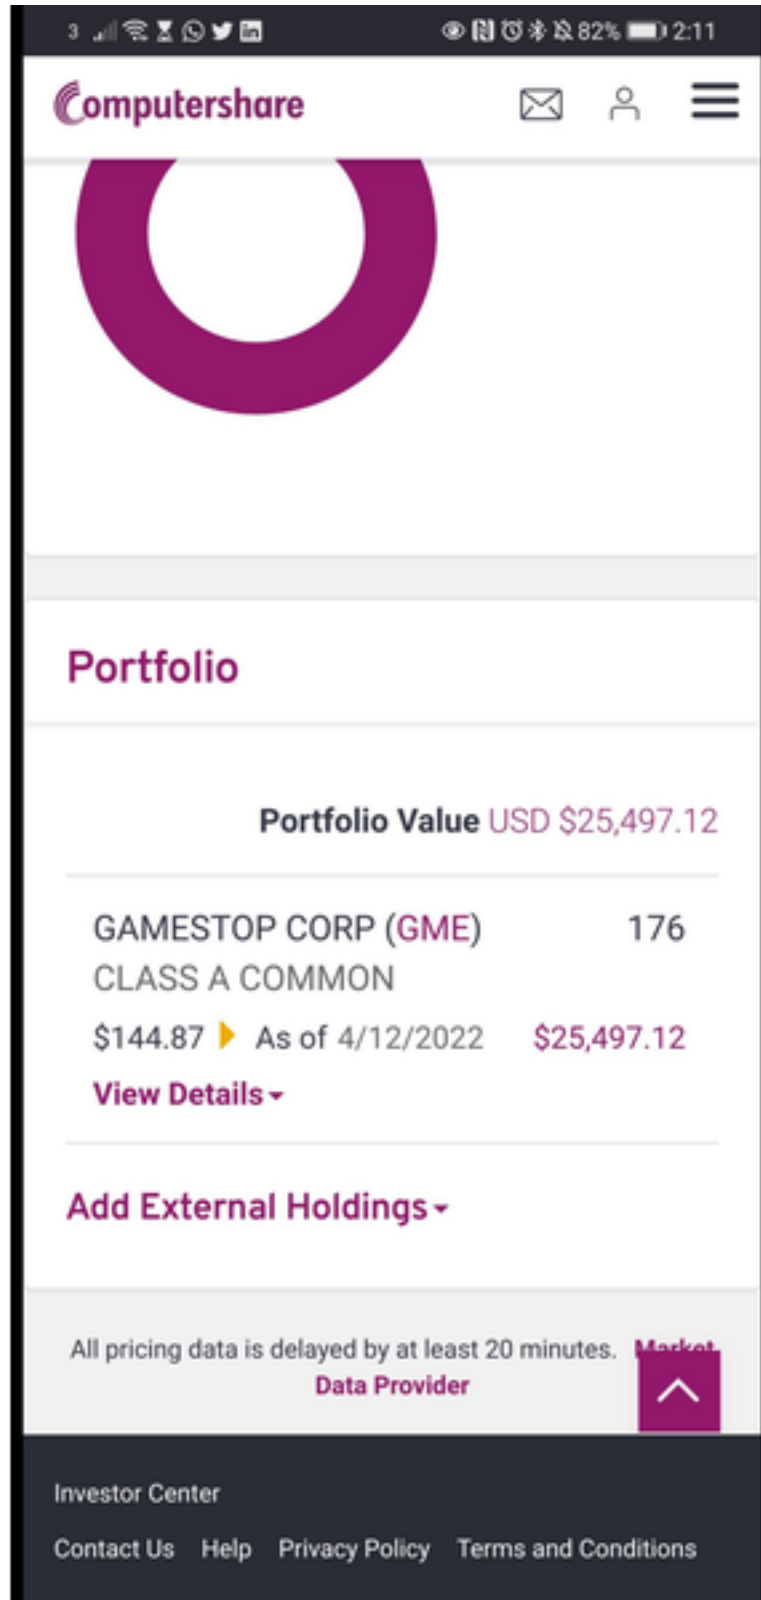 3 82% 2:11
Computershare
Portfolio
Portfolio Value USD $25,497.12
GAMESTOP CORP (GME) 176
CLASS A COMMON
$144.87 As of 4/12/2022 $25,497.12
View Details
Add External Holdings
All pricing data is delayed by at least 20 minutes. Market
Data Provider
Investor Center
Contact Us Help Privacy Policy Terms and Conditions